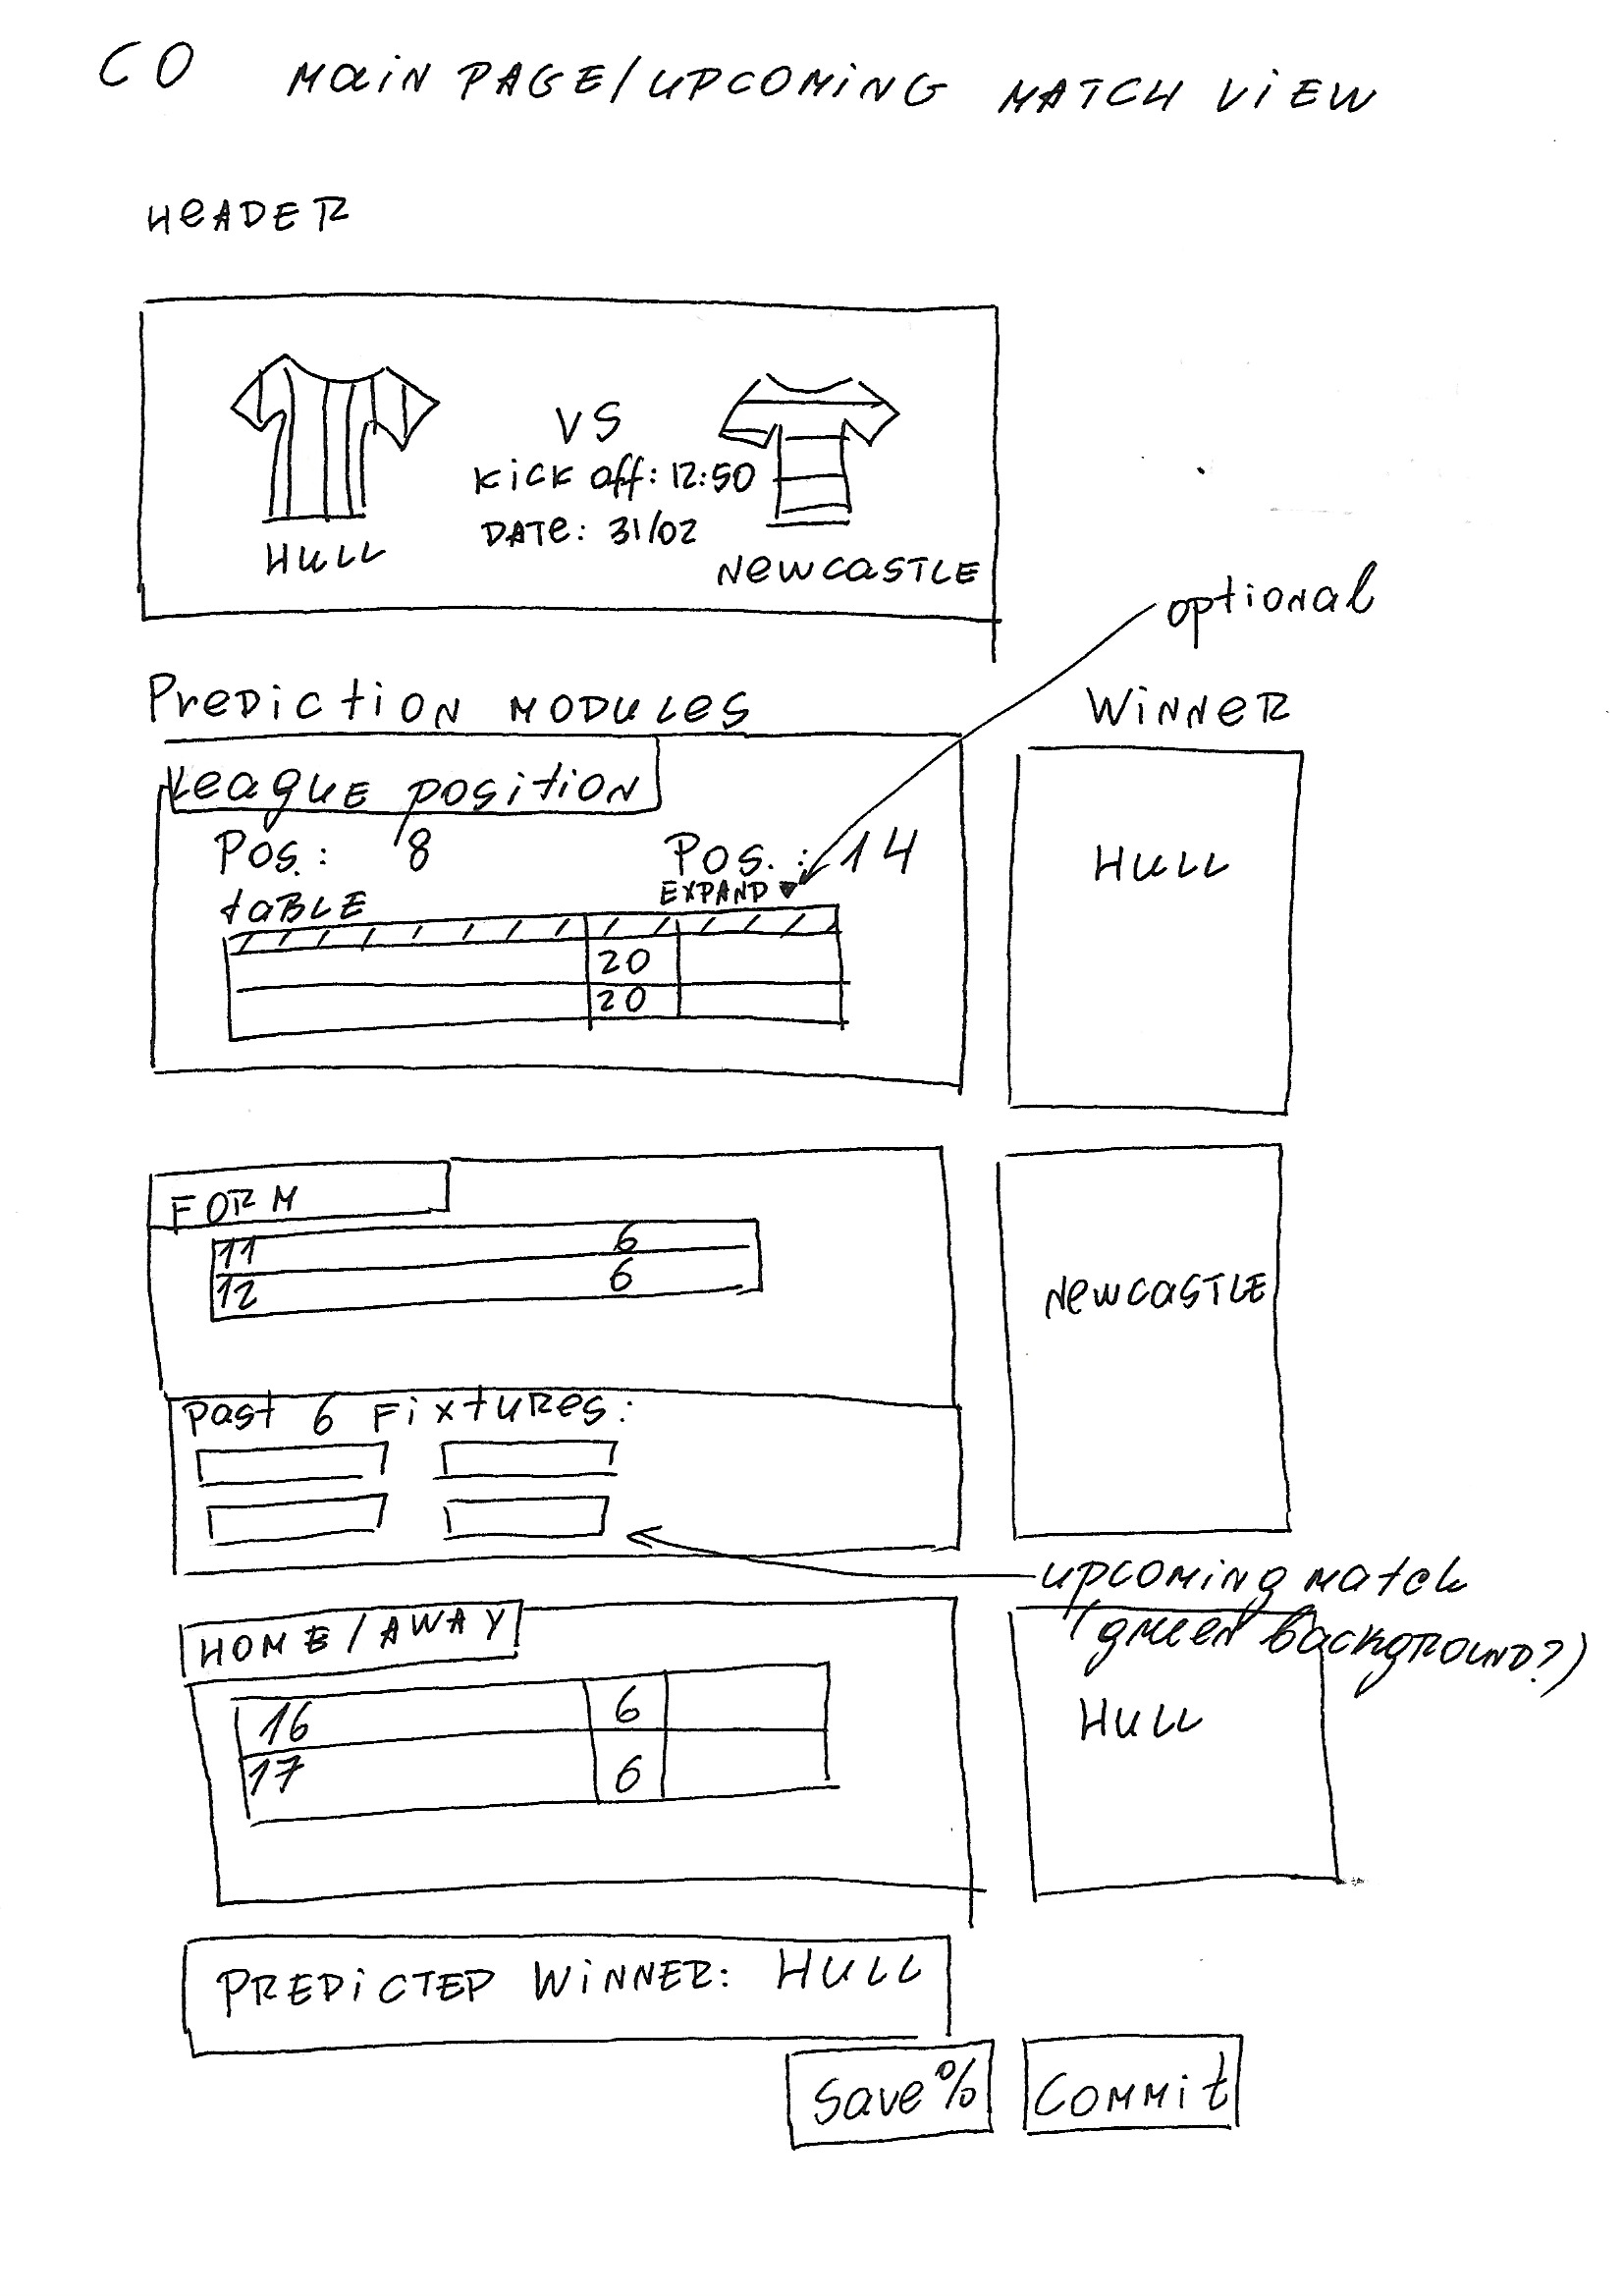 CO MAIN PAGE/UPCOMING MATCH VIEW
HEADER
VS
KICK OFF: 12:50
DATE: 31/02
HULL
NEWCASTLE
optional
PREDICTION MODULES
WINNER
League position
Pos.: 8
Pos.: 14
TABLE
EXPAND
20
20
HULL
FORM
11 6
12 6
NEWCASTLE
past 6 FIXTURES:
upcoming match
(green background?)
HOME/AWAY
16 6
17 6
HULL
PREDICTED WINNER: HULL
Save %
COMMIT